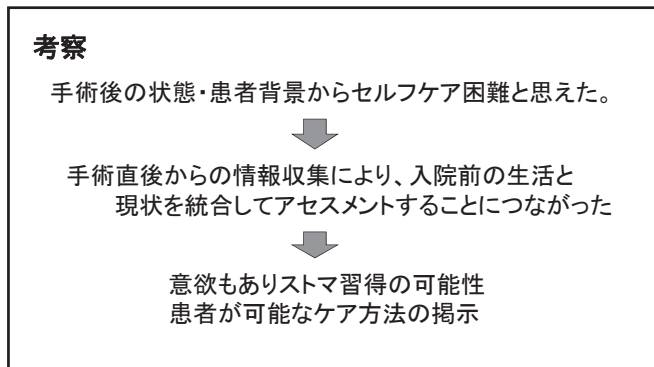 考察
手術後の状態・患者背景からセルフケア困難と思えた。
手術直後からの情報収集により、入院前の生活と
現状を統合してアセスメントすることにつながった
意欲もありストマ習得の可能性
患者が可能なケア方法の掲示